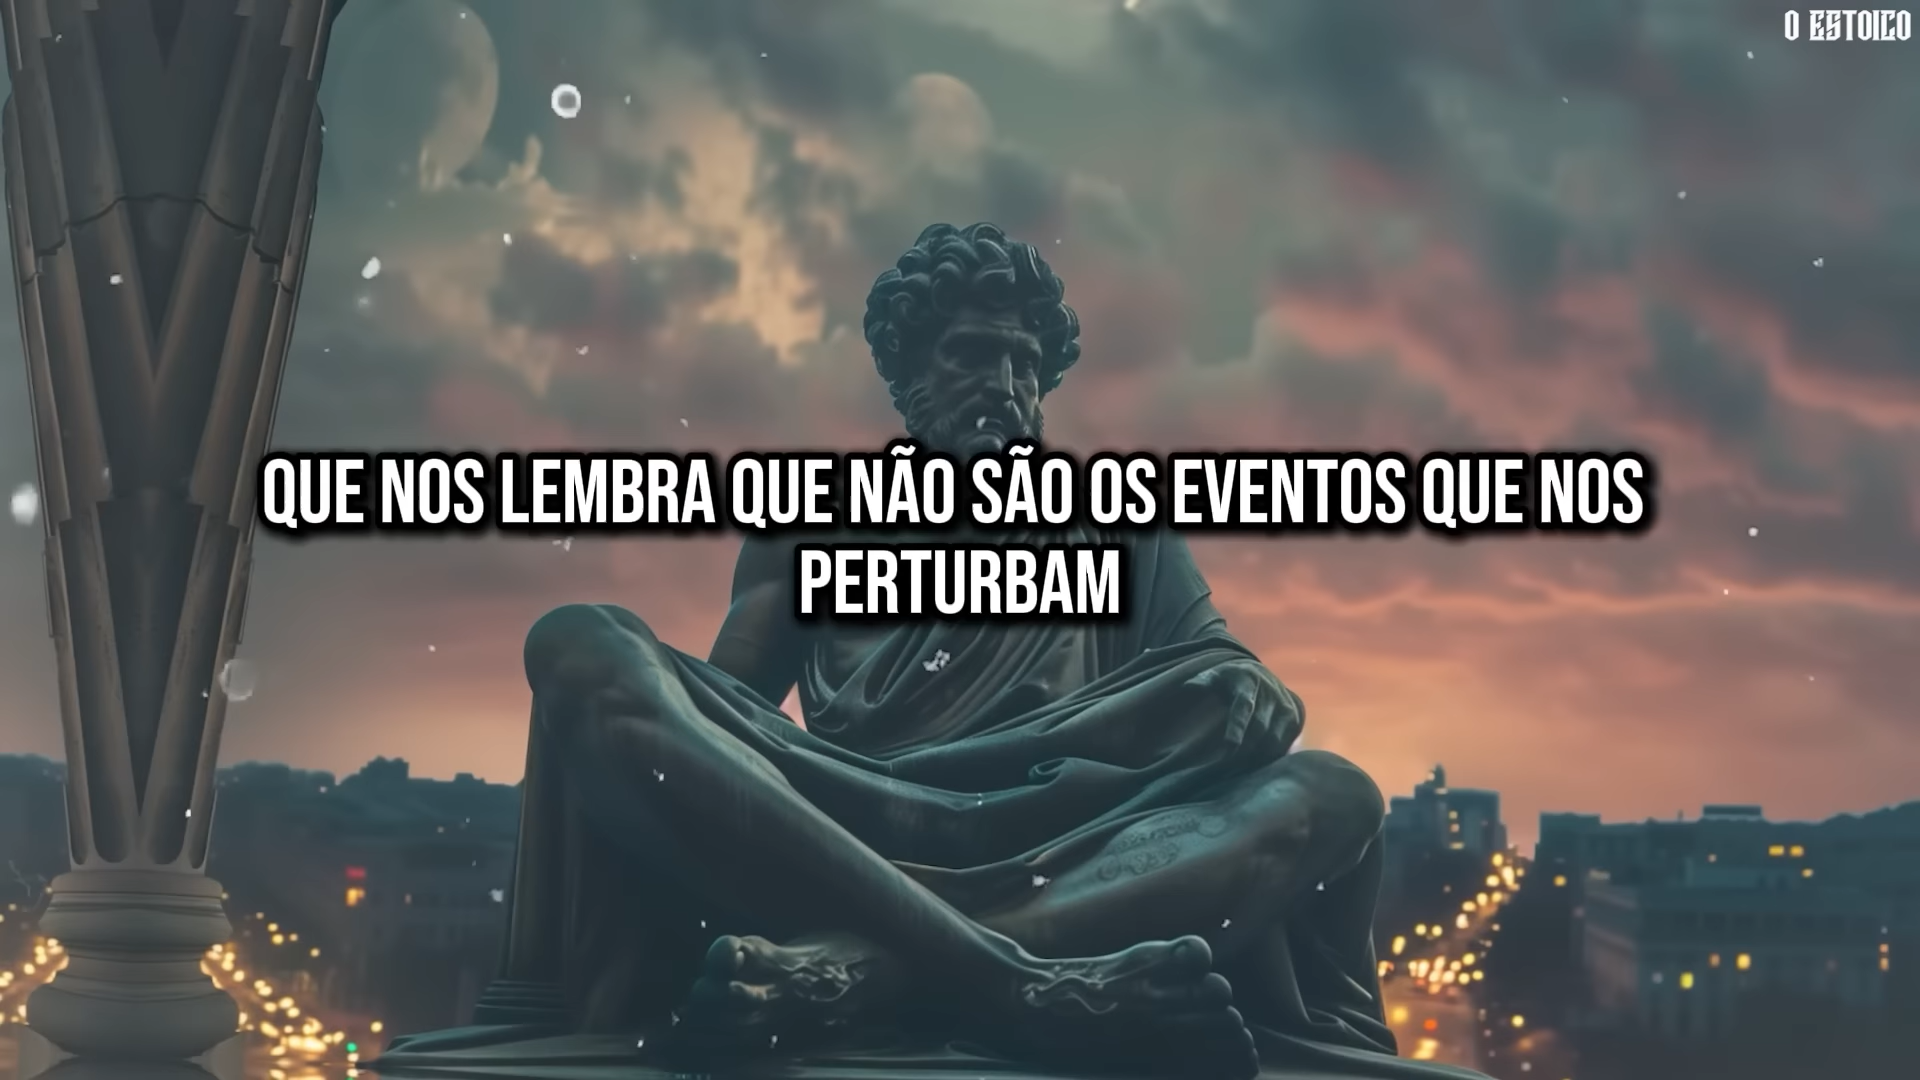 O ESTOICO
QUE NOS LEMBRA QUE NÃO SÃO OS EVENTOS QUE NOS
PERTURBAM